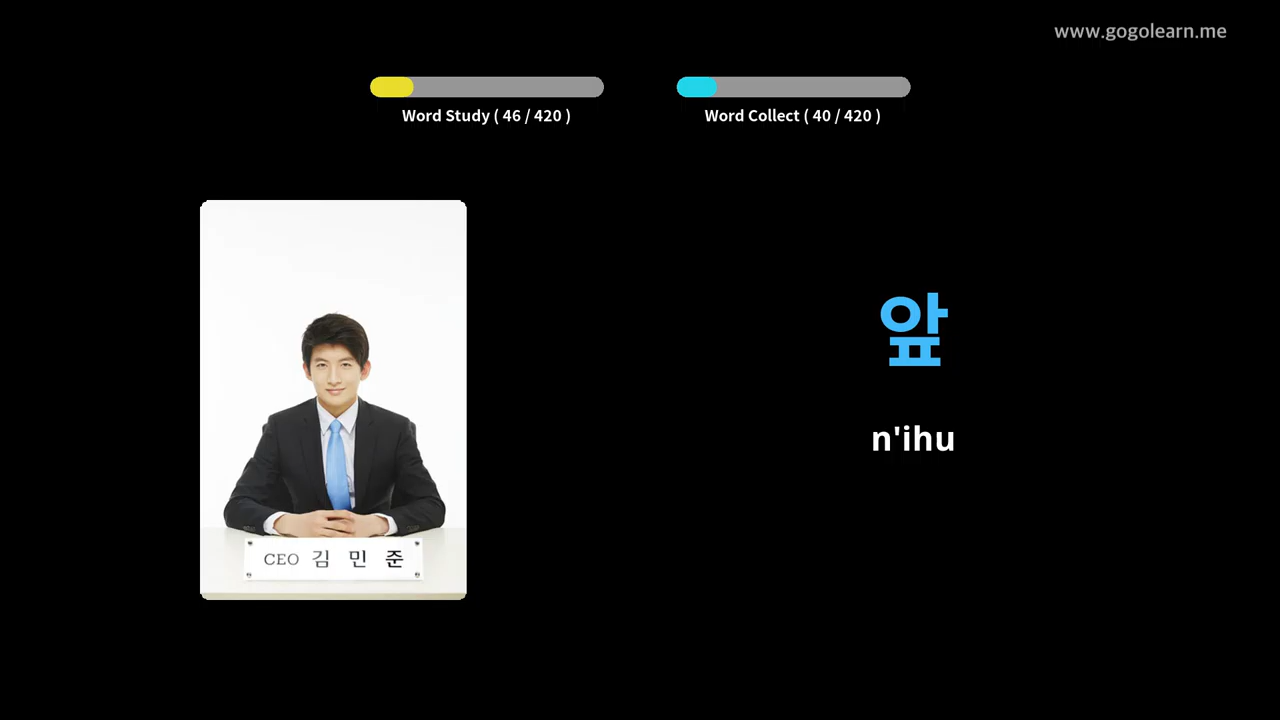 www.gogolearn.me
Word Study ( 46 / 420 )
Word Collect ( 40 / 420 )
앞
n'ihu
CEO 김 민 준